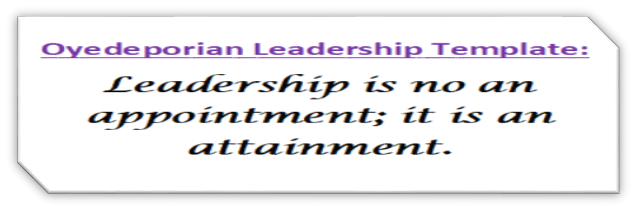 Oyedeporian Leadership Template:
Leadership is no an
appointment; it is an
attainment.